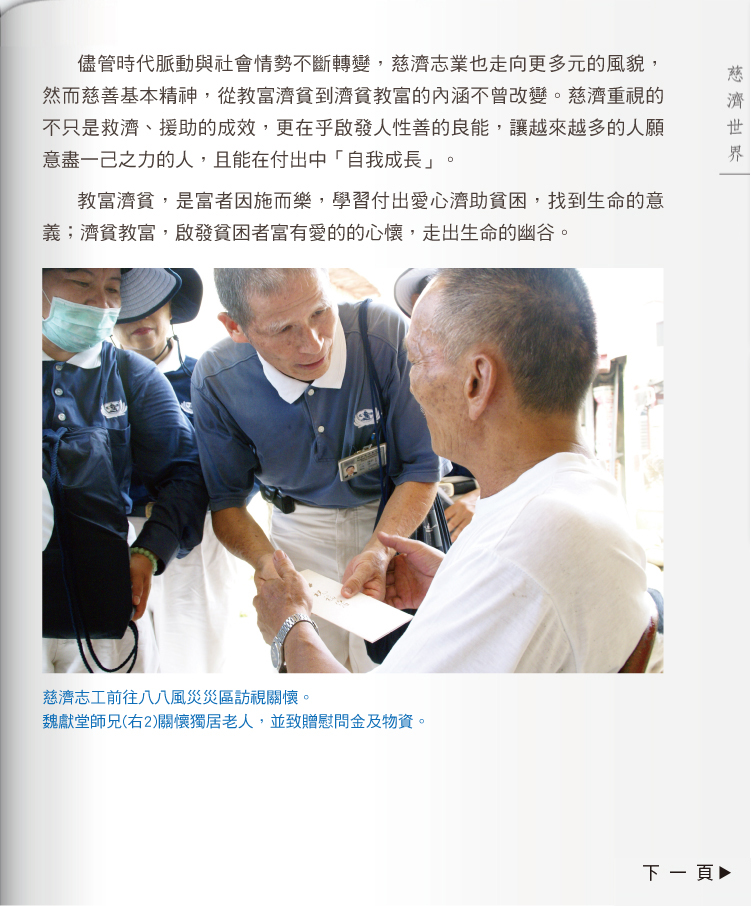 儘管時代脈動與社會情勢不斷轉變，慈濟志業也走向更多元的風貌，
然而慈善基本精神，從教富濟貧到濟貧教富的內涵不曾改變。慈濟重視的
不只是救濟、援助的成效，更在乎啟發人性善的良能，讓越來越多的人願
意盡一己之力的人，且能在付出中「自我成長」。
教富濟貧，是富者因施而樂，學習付出愛心濟助貧困，找到生命的意
義；濟貧教富，啟發貧困者富有愛的的心懷，走出生命的幽谷。
慈濟世界
慈濟志工前往八八風災災區訪視關懷。
魏獻堂師兄(右2)關懷獨居老人，並致贈慰問金及物資。
下一頁▶